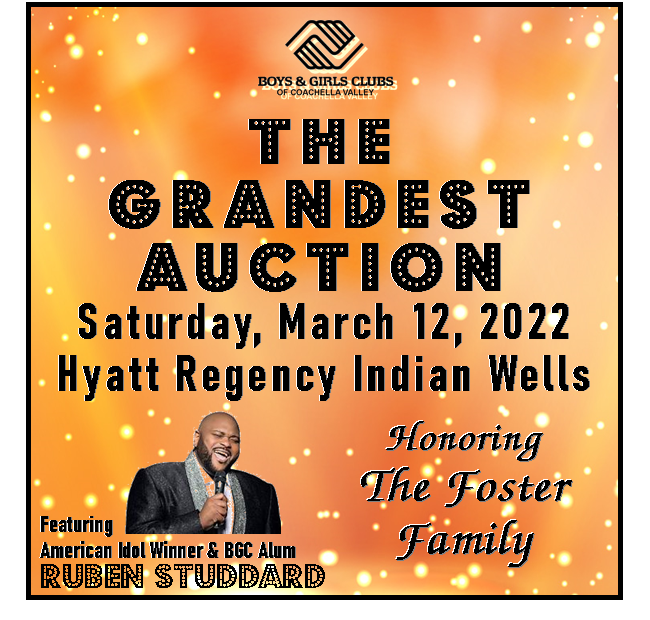 BOYS & GIRLS CLUBS
OF COACHELLA VALLEY
THE
GRANDEST
AUCTION
Saturday, March 12, 2022
Hyatt Regency Indian Wells
Honoring
The Foster
Family
Featuring
American Idol Winner & BGC Alum
RUBEN STUDDARD